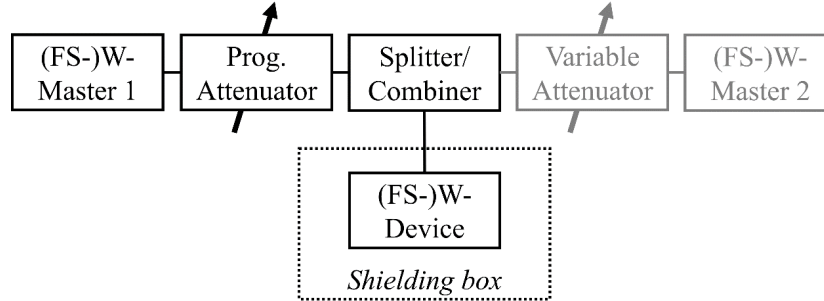 (FS-)W-
Master 1
Prog.
Attenuator
Splitter/
Combiner
Variable
Attenuator
(FS-)W-
Master 2
(FS-)W-
Device
Shielding box